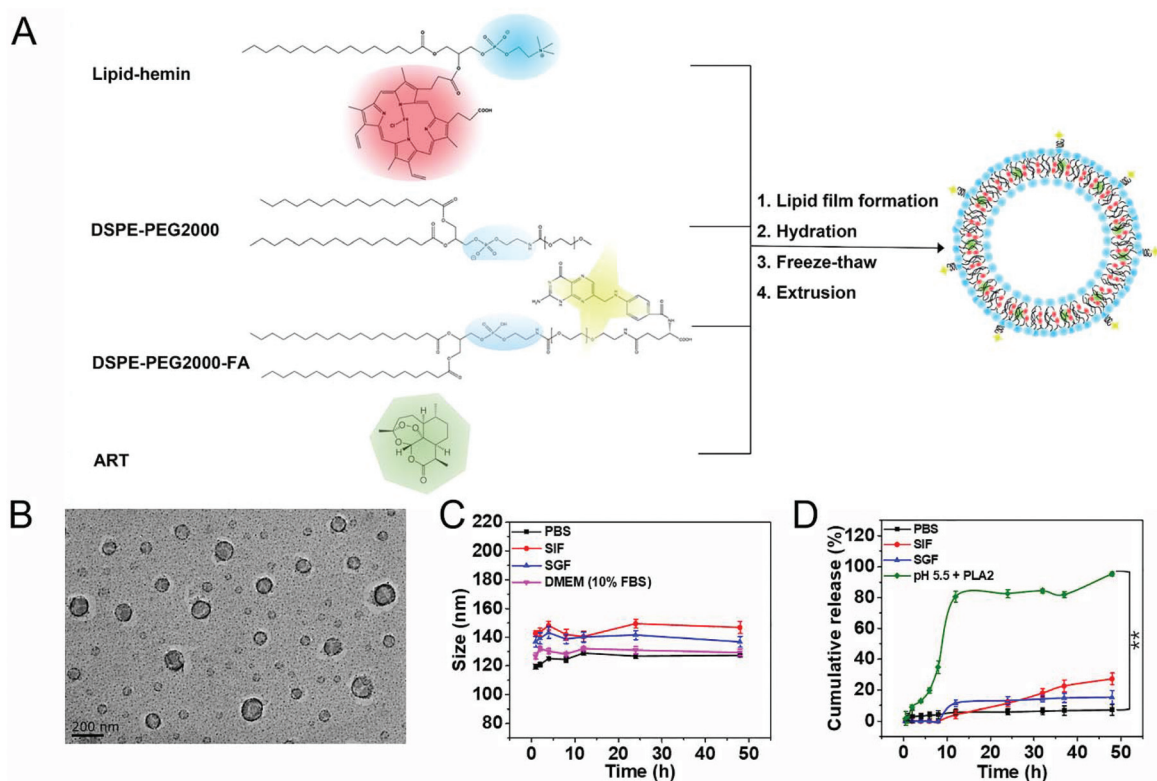 A
Lipid-hemin
COOH
DSPE-PEG2000
1. Lipid film formation
2. Hydration
3. Freeze-thaw
4. Extrusion
DSPE-PEG2000-FA
COOH
ART
B
200 nm
C
220
200
180
160
140
120
100
80
Size (nm)
PBS
SIF
SGF
DMEM (10% FBS)
0 10 20 30 40 50
Time (h)
D
120
100
80
60
40
20
0
Cumulative release (%)
PBS
SIF
SGF
pH 5.5 + PLA2
**
0 10 20 30 40 50
Time (h)